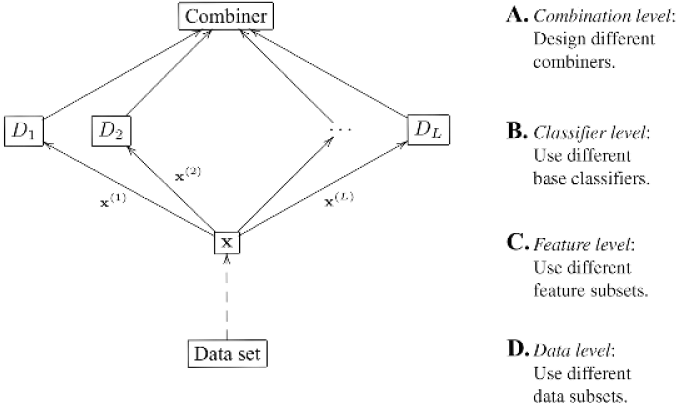 Combiner
A. Combination level:
Design different
combiners.
D1
D2
...
DL
B. Classifier level:
Use different
base classifiers.
x(1)
x(2)
x(L)
x
C. Feature level:
Use different
feature subsets.
Data set
D. Data level:
Use different
data subsets.